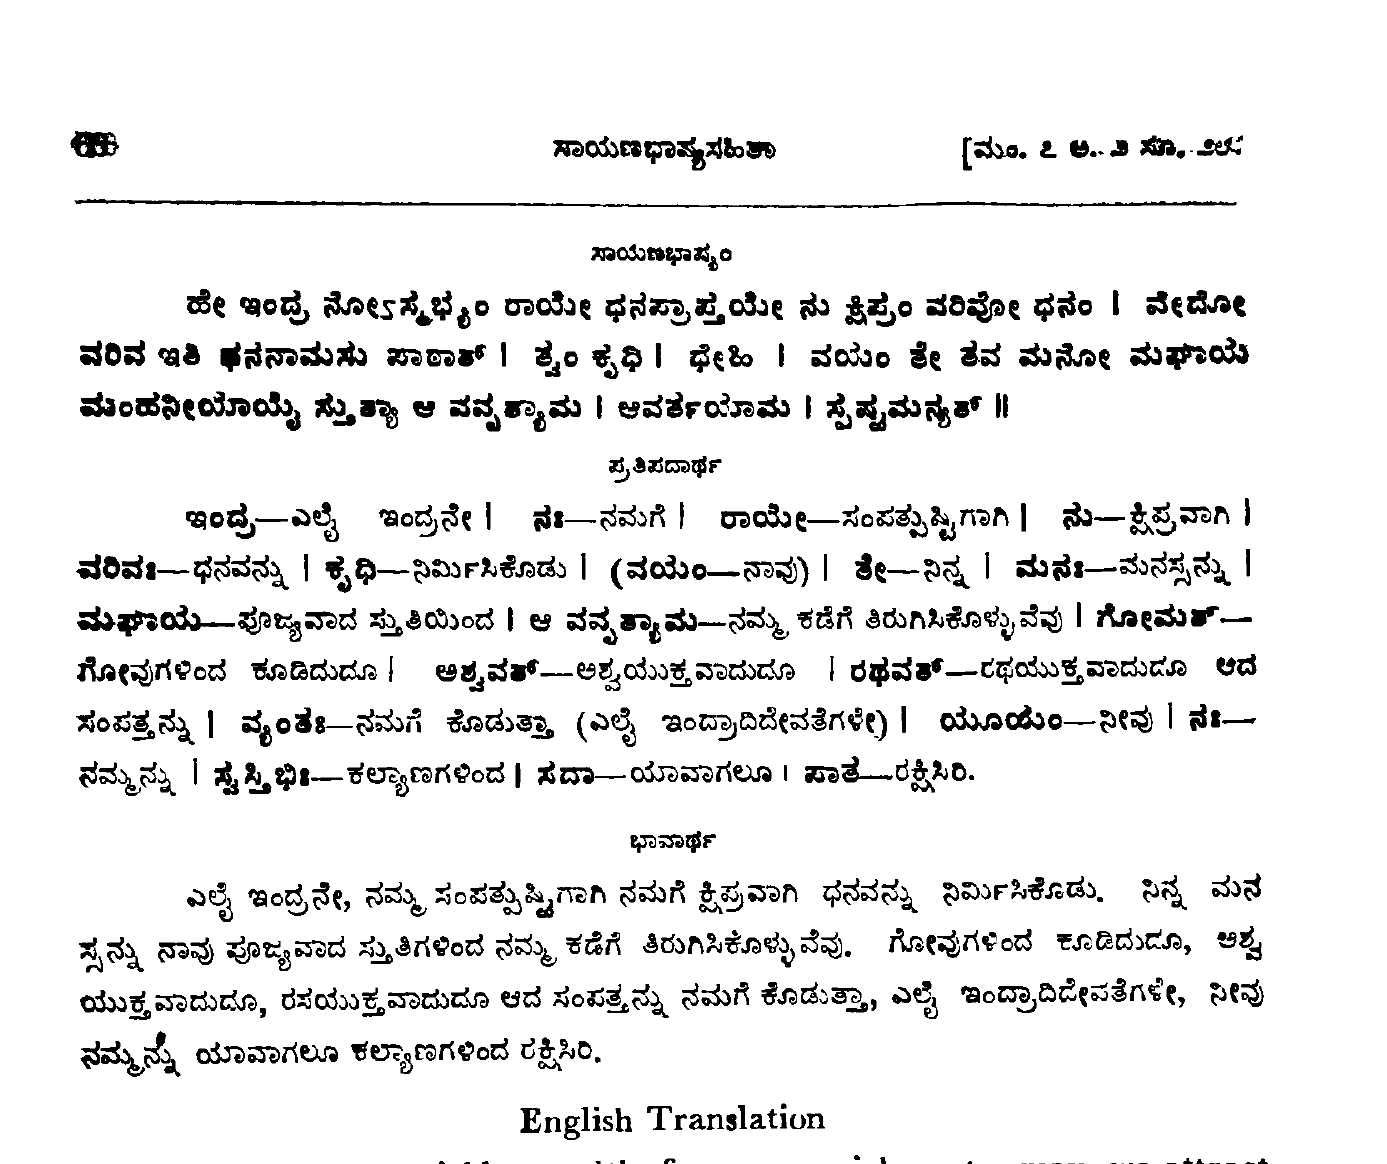 ಸಾಯಣಭಾಷ್ಯಸಹಿತಾ [ಮಂ. ೭ ಅ. ೨ ಸೂ.
ಸಾಯಣಭಾಷ್ಯಂ
ಹೇ ಇಂದ್ರ ನೋಽಸ್ಮಭ್ಯಂ ರಾಯೇ ಧನಪ್ರಾಪ್ತಯೇ ನು ಕ್ಷಿಪ್ರಂ ವರಿವೋ ಧನಂ | ವೇದೋ
ವರಿವ ಇತಿ ಧನನಾಮಸು ಪಾಠಾತ್ | ತ್ವಂ ಕೃಧಿ | ಧೇಹಿ | ವಯಂ ತೇ ತವ ಮನೋ ಮಘಾಯ
ಮಂಹನೀಯಾಯೈ ಸ್ತುತ್ಯಾ ಆ ವವೃತ್ಯಾಮ | ಆವರ್ತಯಾಮ | ಸ್ಪಷ್ಟಮನ್ಯತ್ ||
ಪ್ರತಿಪದಾರ್ಥ
ಇಂದ್ರ—ಎಲೈ ಇಂದ್ರನೇ | ನಃ—ನಮಗೆ | ರಾಯೇ—ಸಂಪತ್ಪುಷ್ಟಿಗಾಗಿ | ನು—ಕ್ಷಿಪ್ರವಾಗಿ |
ವರಿವಃ—ಧನವನ್ನು | ಕೃಧಿ—ನಿರ್ಮಿಸಿಕೊಡು | (ವಯಂ—ನಾವು) | ತೇ—ನಿನ್ನ | ಮನಃ—ಮನಸ್ಸನ್ನು |
ಮಘಾಯ—ಪೂಜ್ಯವಾದ ಸ್ತುತಿಯಿಂದ | ಆ ವವೃತ್ಯಾಮ—ನಮ್ಮ ಕಡೆಗೆ ತಿರುಗಿಸಿಕೊಳ್ಳುವೆವು | ಗೋಮತ್—
ಗೋವುಗಳಿಂದ ಕೂಡಿದುದೂ | ಅಶ್ವವತ್—ಅಶ್ವಯುಕ್ತವಾದುದೂ | ರಥವತ್—ರಥಯುಕ್ತವಾದುದೂ ಆದ
ಸಂಪತ್ತನ್ನು | ವ್ಯಂತಃ—ನಮಗೆ ಕೊಡುತ್ತಾ (ಎಲೈ ಇಂದ್ರಾದಿದೇವತೆಗಳೇ) | ಯೂಯಂ—ನೀವು | ನಃ—
ನಮ್ಮನ್ನು | ಸ್ವಸ್ತಿಭಿಃ—ಕಲ್ಯಾಣಗಳಿಂದ | ಸದಾ—ಯಾವಾಗಲೂ | ಪಾತ—ರಕ್ಷಿಸಿರಿ.
ಭಾವಾರ್ಥ
ಎಲೈ ಇಂದ್ರನೇ, ನಮ್ಮ ಸಂಪತ್ಪುಷ್ಟಿಗಾಗಿ ನಮಗೆ ಕ್ಷಿಪ್ರವಾಗಿ ಧನವನ್ನು ನಿರ್ಮಿಸಿಕೊಡು. ನಿನ್ನ ಮನ
ಸ್ಸನ್ನು ನಾವು ಪೂಜ್ಯವಾದ ಸ್ತುತಿಗಳಿಂದ ನಮ್ಮ ಕಡೆಗೆ ತಿರುಗಿಸಿಕೊಳ್ಳುವೆವು. ಗೋವುಗಳಿಂದ ಕೂಡಿದುದೂ, ಅಶ್ವ
ಯುಕ್ತವಾದುದೂ, ರಸಯುಕ್ತವಾದುದೂ ಆದ ಸಂಪತ್ತನ್ನು ನಮಗೆ ಕೊಡುತ್ತಾ, ಎಲೈ ಇಂದ್ರಾದಿದೇವತೆಗಳೇ, ನೀವು
ನಮ್ಮನ್ನು ಯಾವಾಗಲೂ ಕಲ್ಯಾಣಗಳಿಂದ ರಕ್ಷಿಸಿರಿ.
English Translation